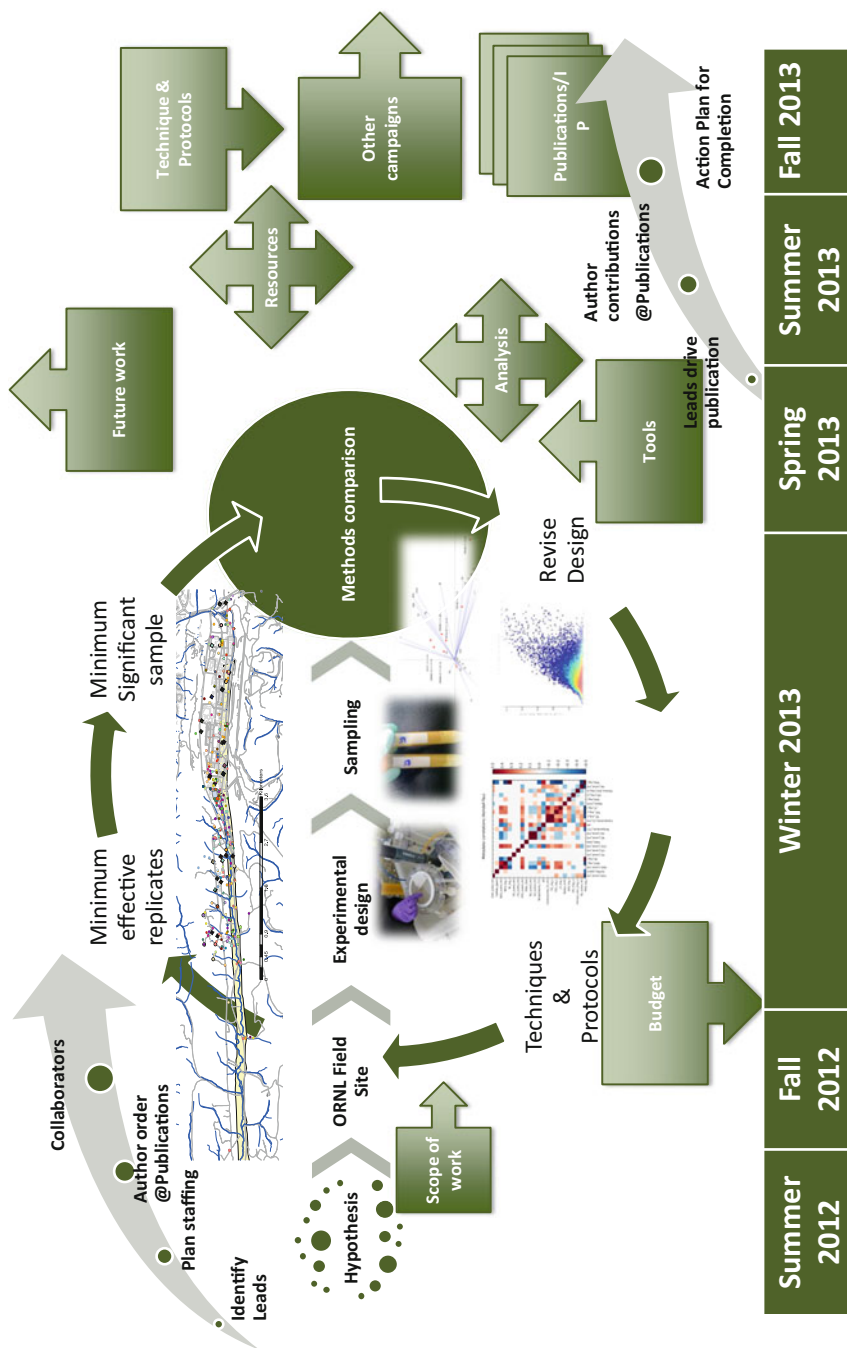 Collaborators
Author order
@Publications
Plan staffing
Identify
Leads
Minimum
effective
replicates
Minimum
Significant
sample
Hypothesis
ORNL Field
Site
Experimental
design
Sampling
Methods comparison
Scope of
work
Techniques
&
Protocols
Revise
Design
Budget
Tools
Future work
Resources
Analysis
Technique &
Protocols
Other
campaigns
Publications/I
P
Leads drive
publication
Author
contributions
@Publications
Action Plan for
Completion
Summer
2012
Fall
2012
Winter 2013
Spring
2013
Summer
2013
Fall 2013